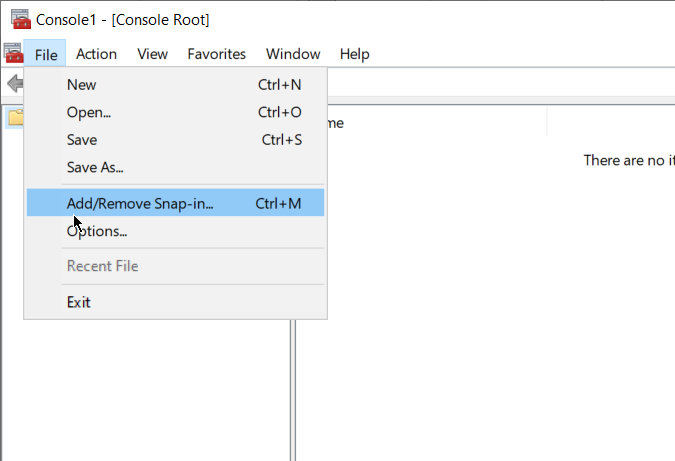 Console1 - [Console Root]
File Action View Favorites Window Help
New Ctrl+N
Open... Ctrl+O
Save Ctrl+S
Save As...
Add/Remove Snap-in... Ctrl+M
Options...
Recent File
Exit
me
There are no it